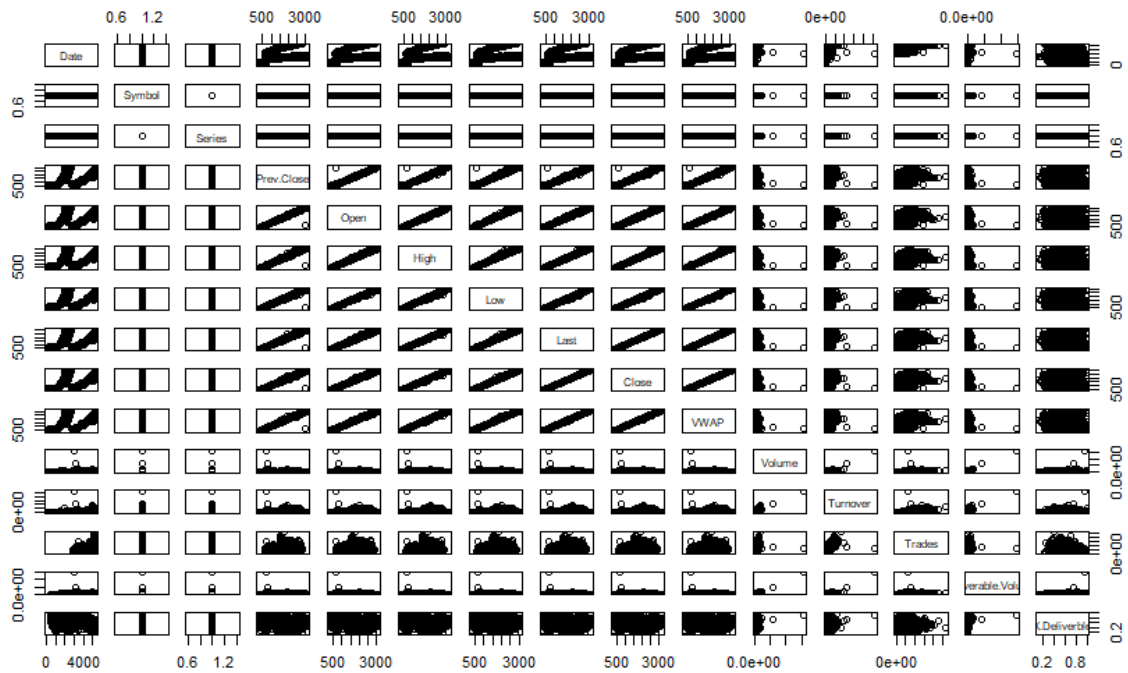 0.6 1.2 500 3000 500 3000 500 3000 0e+00 0.0e+00
Date 0
0.6 Symbol
Series 0.6
500 Prev.Close
Open 500
500 High
Low 500
500 Last
Close 500
500 VWAP
Volume 0.0e+00
0e+00 Turnover
Trades 0e+00
0.0e+00 verable.Volu
K.Deliverble 0.2
0 4000 0.6 1.2 500 3000 500 3000 500 3000 0.0e+00 0e+00 0.2 0.8